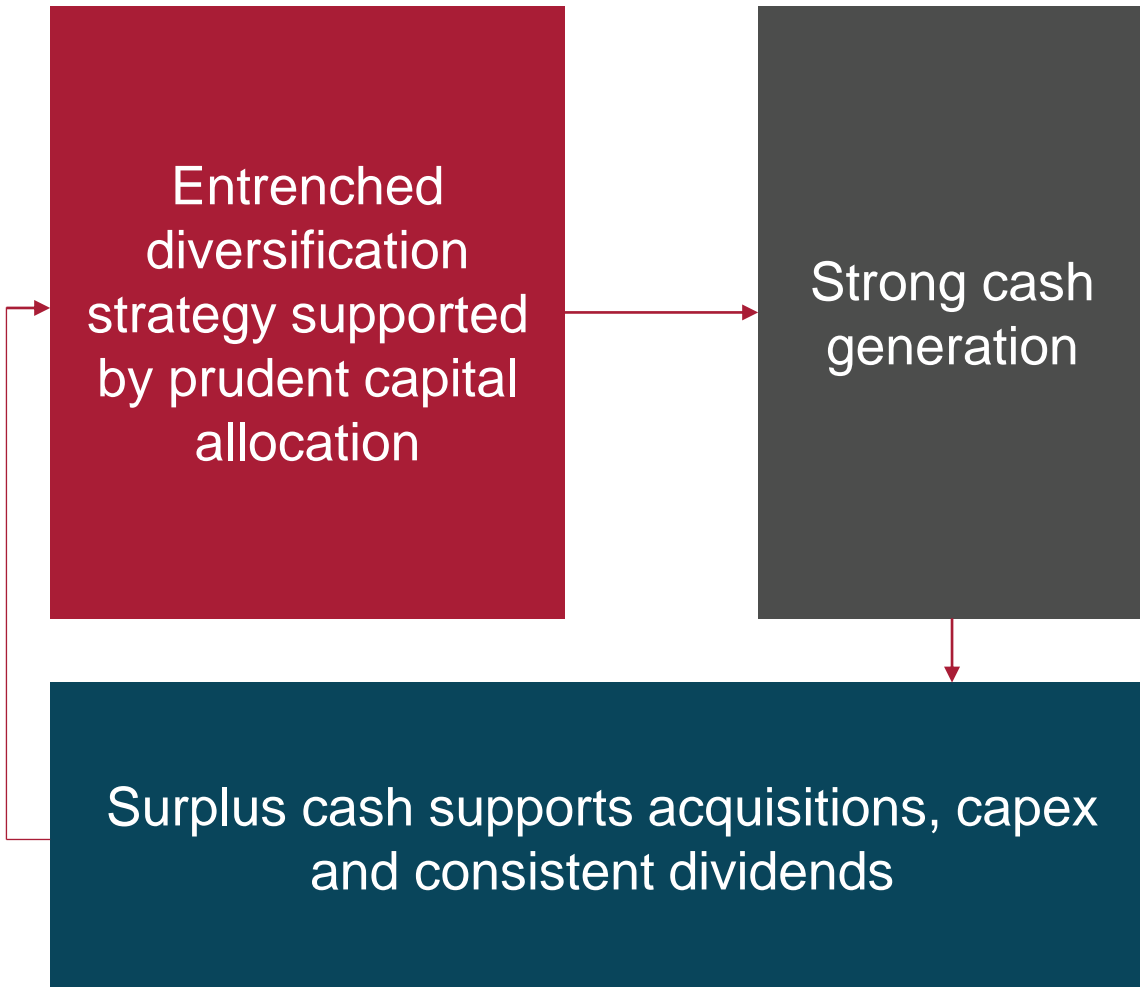 Entrenched
diversification
strategy supported
by prudent capital
allocation
Strong cash
generation
Surplus cash supports acquisitions, capex
and consistent dividends